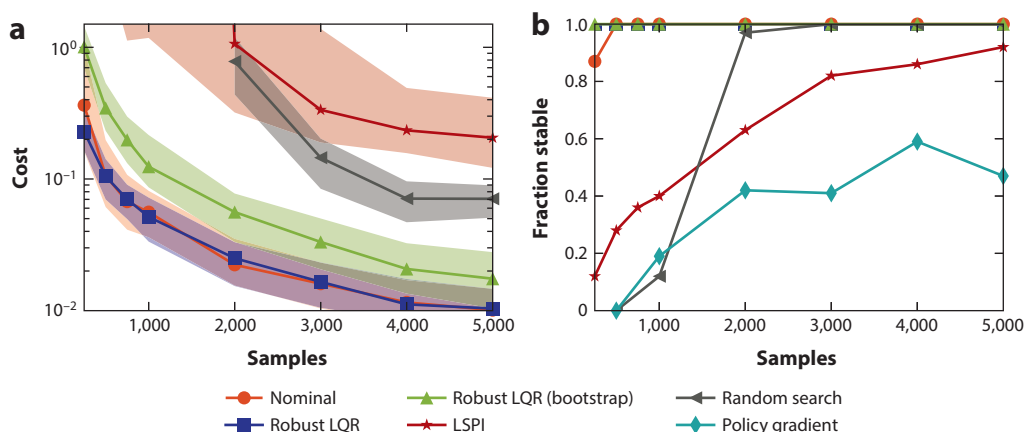 a
Cost
10⁰
10⁻¹
10⁻²
1,000 2,000 3,000 4,000 5,000
Samples
b
Fraction stable
1.0
0.8
0.6
0.4
0.2
0
1,000 2,000 3,000 4,000 5,000
Samples
Nominal Robust LQR (bootstrap) Random search
Robust LQR LSPI Policy gradient